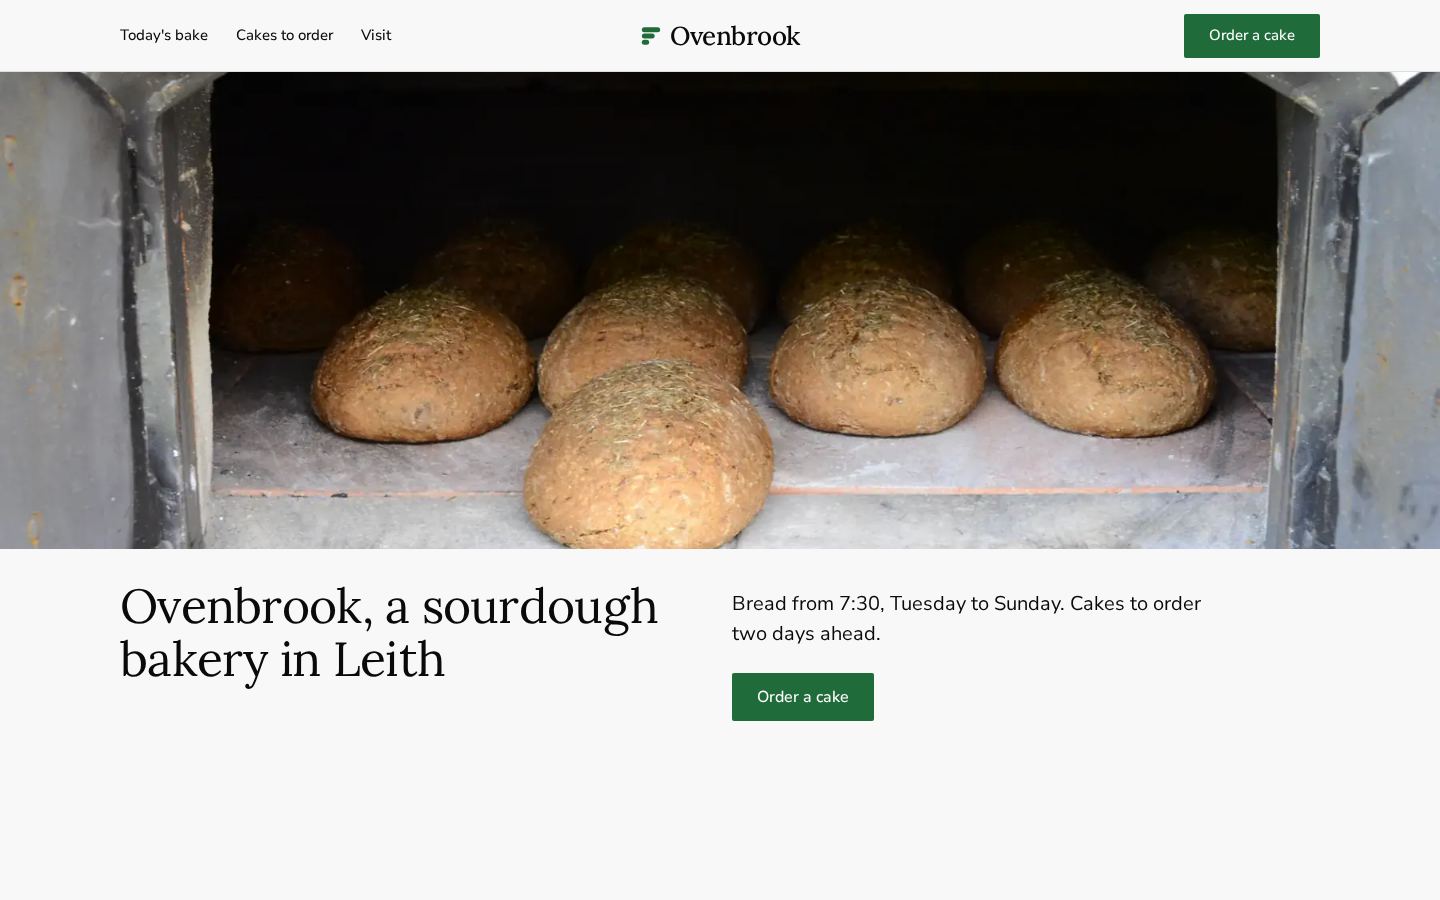 Today's bake
Cakes to order
Visit
Ovenbrook
Order a cake
Ovenbrook, a sourdough
bakery in Leith
Bread from 7:30, Tuesday to Sunday. Cakes to order
two days ahead.
Order a cake